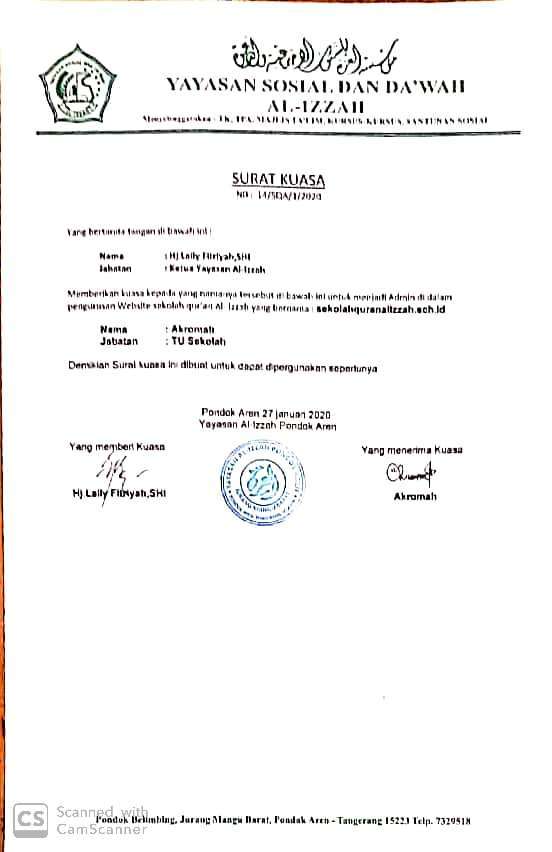 YAYASAN SOSIAL DAN DA'WAH
AL-IZZAH
Menyelenggarakan : TK, TPA, MAJLIS TA'LIM, KURSUS-KURSUS, SANTUNAN SOSIAL
SURAT KUASA
NO : 14/SQA/1/2020
Yang bertanda tangan di bawah ini :
Nama : Hj Laily Fitriyah,SHI
Jabatan : Ketua Yayasan Al-Izzah
Memberikan kuasa kepada yang namanya tersebut di bawah ini untuk menjadi Admin di dalam
pengurusan Website sekolah qur'an Al- Izzah yang bernama : sekolahquranalizzah.sch.id
Nama : Akromah
Jabatan : TU Sekolah
Demikian Surat kuasa ini dibuat untuk dapat dipergunakan seperlunya
Pondok Aren 27 januari 2020
Yayasan Al-Izzah Pondok Aren
Yang memberi Kuasa
Yang menerima Kuasa
Hj Laily Fitriyah,SHI
Akromah
CS Scanned with
CamScanner
Pondok Belimbing, Jurang Mangu Barat, Pondok Aren - Tangerang 15223 Telp. 7329518